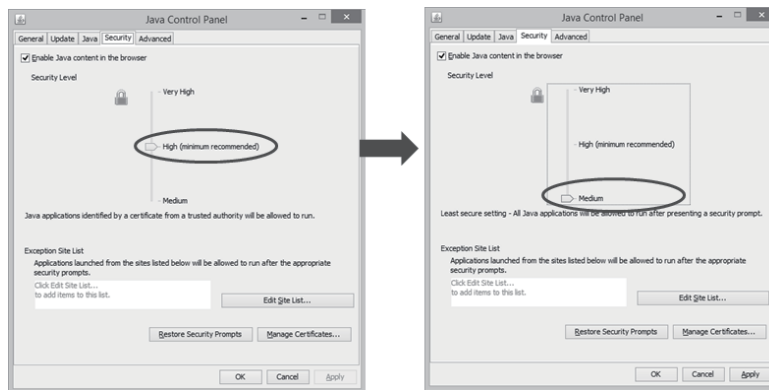 Java Control Panel
General Update Java Security Advanced
Enable Java content in the browser
Security Level
Very High
High (minimum recommended)
Medium
Java applications identified by a certificate from a trusted authority will be allowed to run.
Exception Site List
Applications launched from the sites listed below will be allowed to run after the appropriate
security prompts.
Click Edit Site List...
to add items to this list.
Edit Site List...
Restore Security Prompts Manage Certificates...
OK Cancel Apply
Java Control Panel
General Update Java Security Advanced
Enable Java content in the browser
Security Level
Very High
High (minimum recommended)
Medium
Least secure setting - All Java applications will be allowed to run after presenting a security prompt.
Exception Site List
Applications launched from the sites listed below will be allowed to run after the appropriate
security prompts.
Click Edit Site List...
to add items to this list.
Edit Site List...
Restore Security Prompts Manage Certificates...
OK Cancel Apply